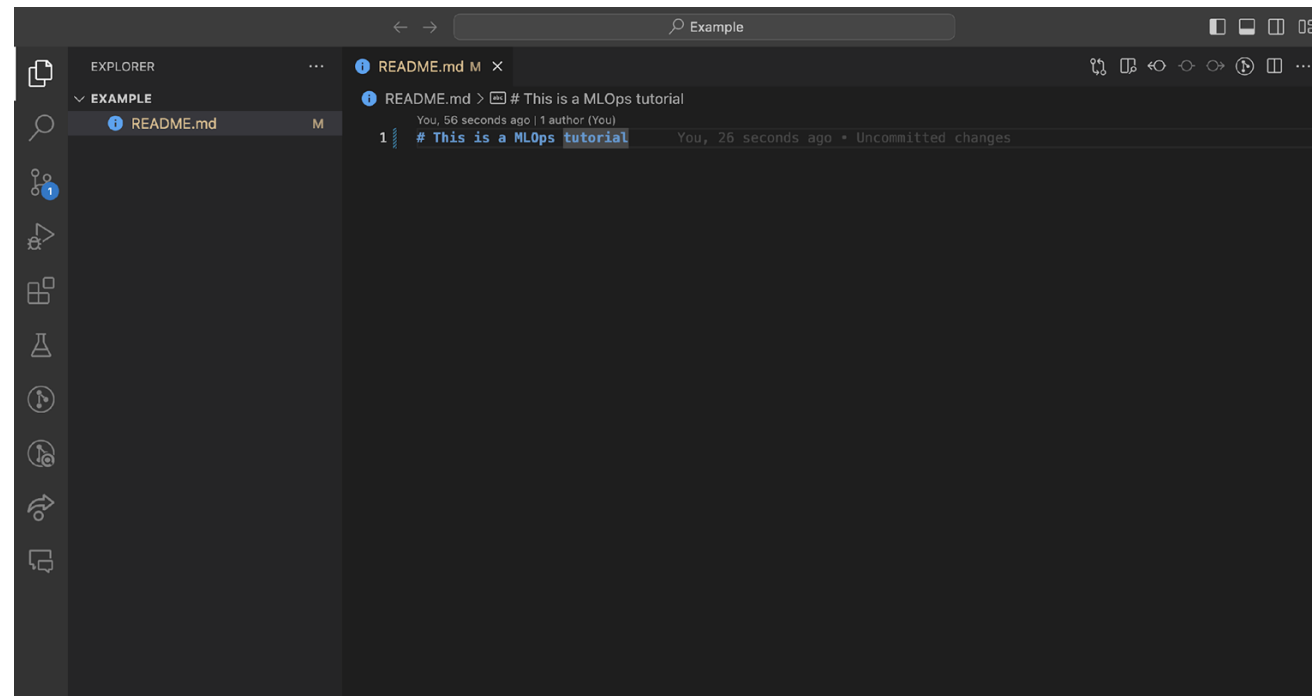 Example
EXPLORER
EXAMPLE
README.md M
1
README.md M
README.md > # This is a MLOps tutorial
You, 56 seconds ago | 1 author (You)
1 # This is a MLOps tutorial You, 26 seconds ago • Uncommitted changes